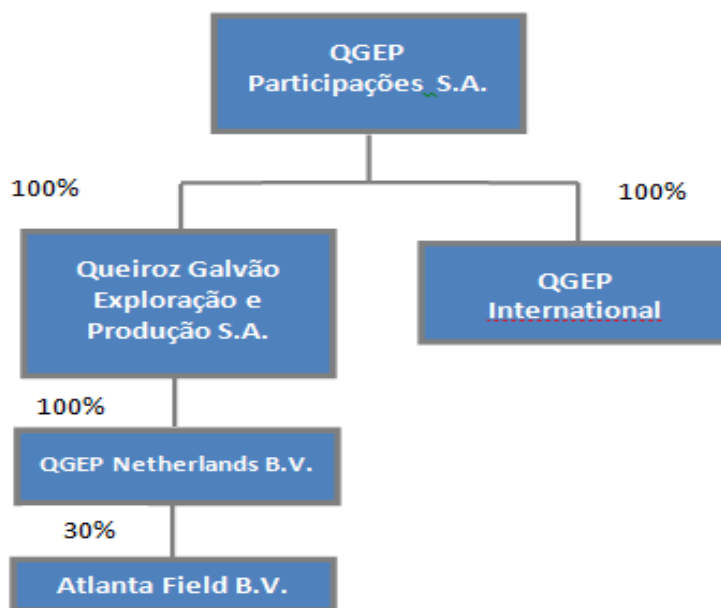 QGEP
Participações S.A.
100%
100%
Queiroz Galvão
Exploração e
Produção S.A.
QGEP
International
100%
QGEP Netherlands B.V.
30%
Atlanta Field B.V.